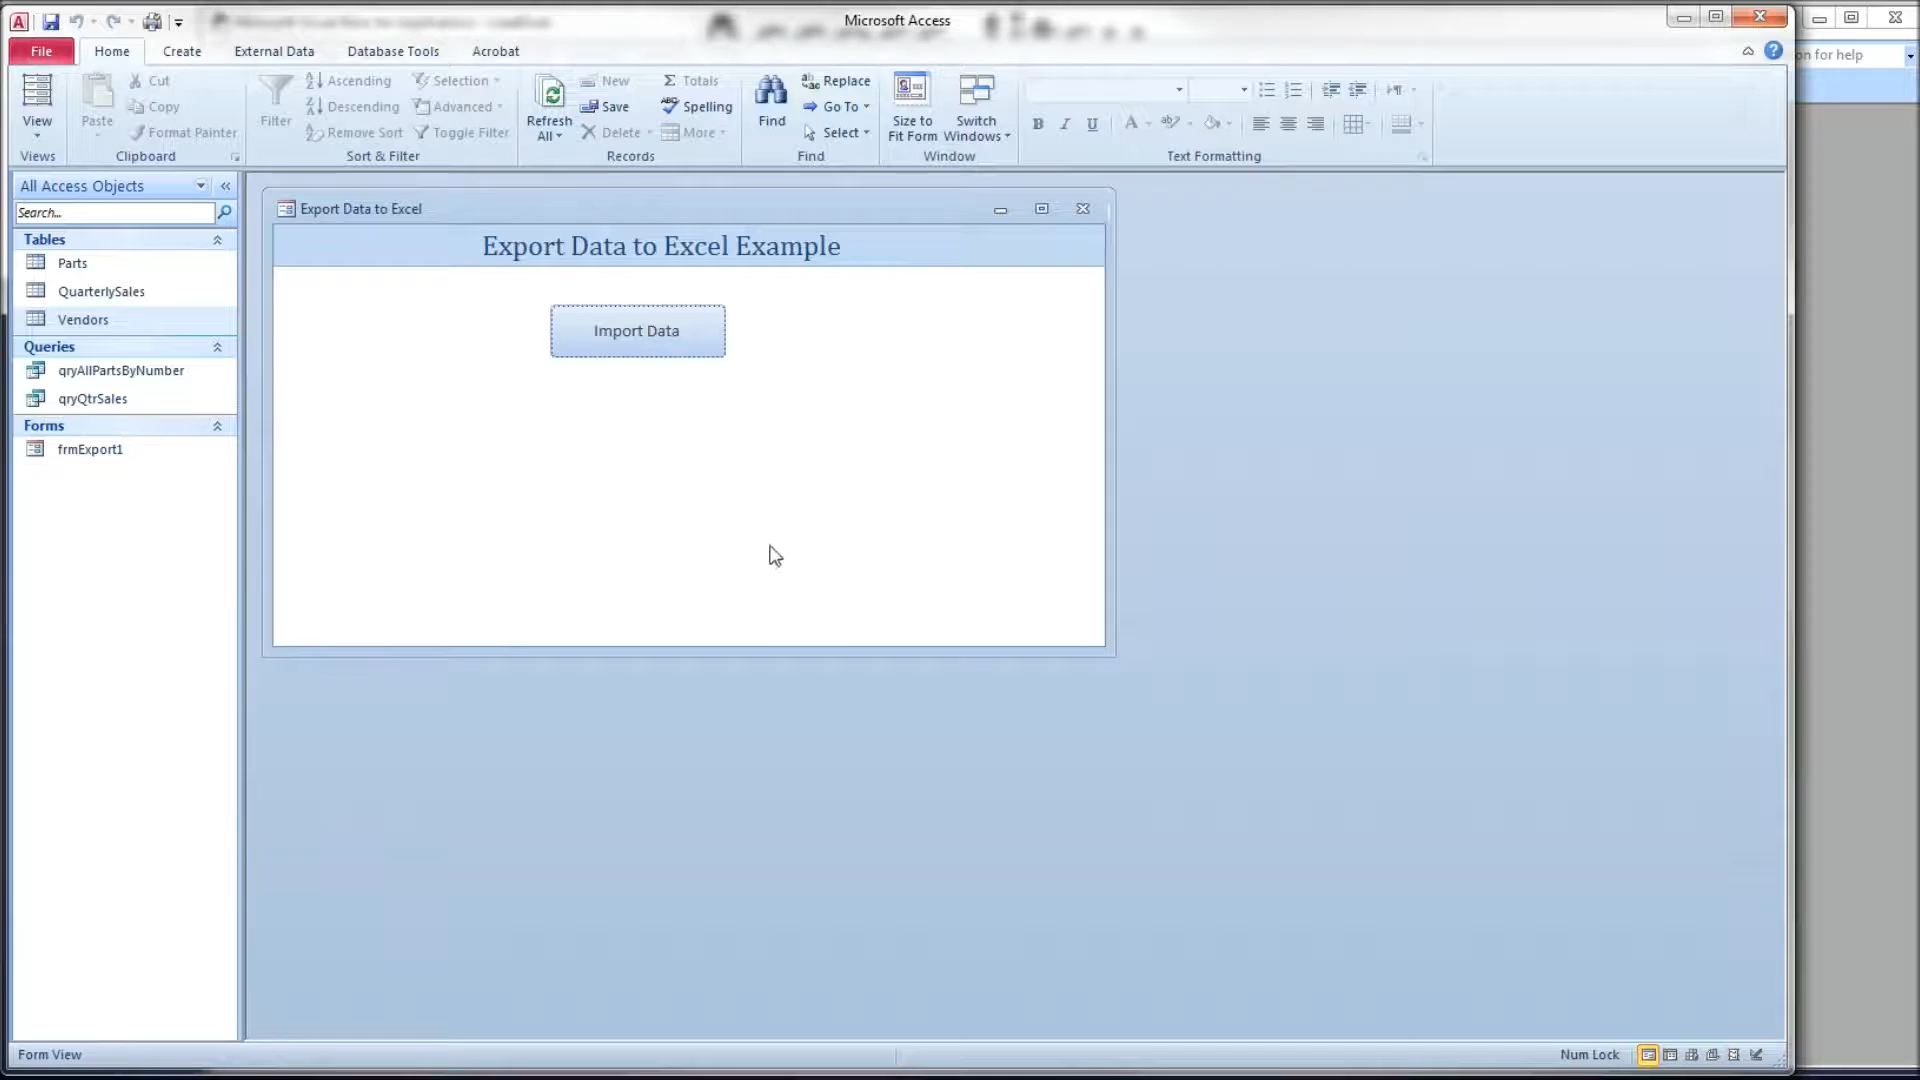 Microsoft Access
File Home Create External Data Database Tools Acrobat
on for help
View
Views
Paste
Cut
Copy
Format Painter
Clipboard
Filter
Ascending
Descending
Remove Sort
Selection
Advanced
Toggle Filter
Sort & Filter
Refresh
All
New
Save
Delete
Totals
Spelling
More
Records
Find
Replace
Go To
Select
Find
Size to
Fit Form
Switch
Windows
Window
B I U A
Text Formatting
All Access Objects
Search...
Tables
Parts
QuarterlySales
Vendors
Queries
qryAllPartsByNumber
qryQtrSales
Forms
frmExport1
Export Data to Excel
Export Data to Excel Example
Import Data
Form View
Num Lock